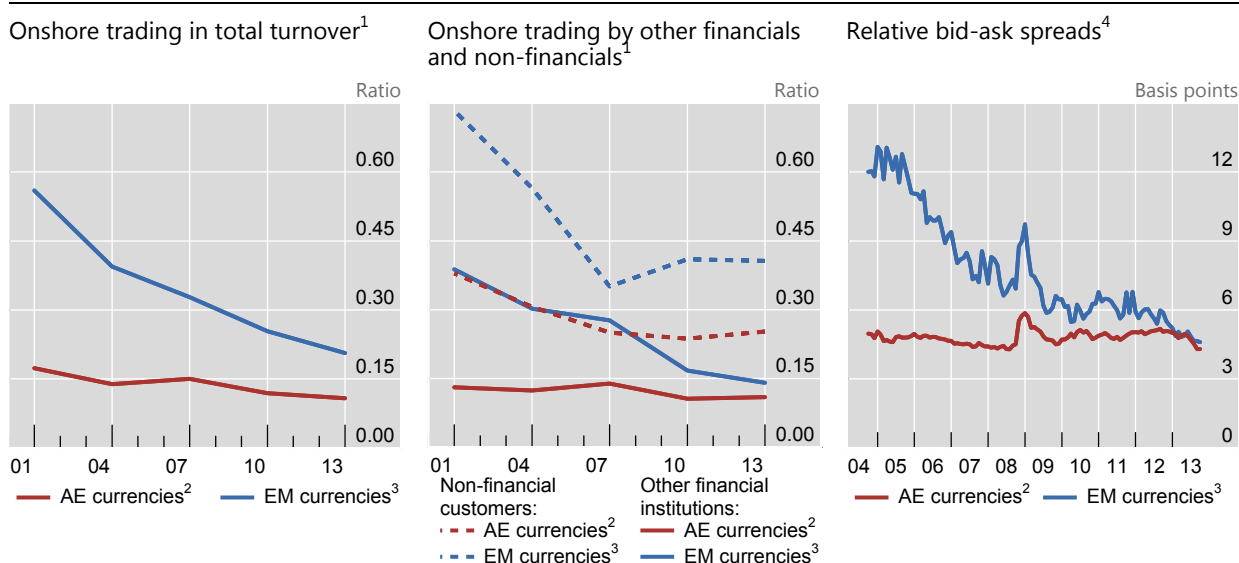 Onshore trading in total turnover1
Ratio
0.60
0.45
0.30
0.15
0.00
01 04 07 10 13
AE currencies2 EM currencies3
Onshore trading by other financials
and non-financials1
Ratio
0.60
0.45
0.30
0.15
0.00
01 04 07 10 13
Non-financial
customers:
AE currencies2
EM currencies3
Other financial
institutions:
AE currencies2
EM currencies3
Relative bid-ask spreads4
Basis points
12
9
6
3
0
04 05 06 07 08 09 10 11 12 13
AE currencies2 EM currencies3